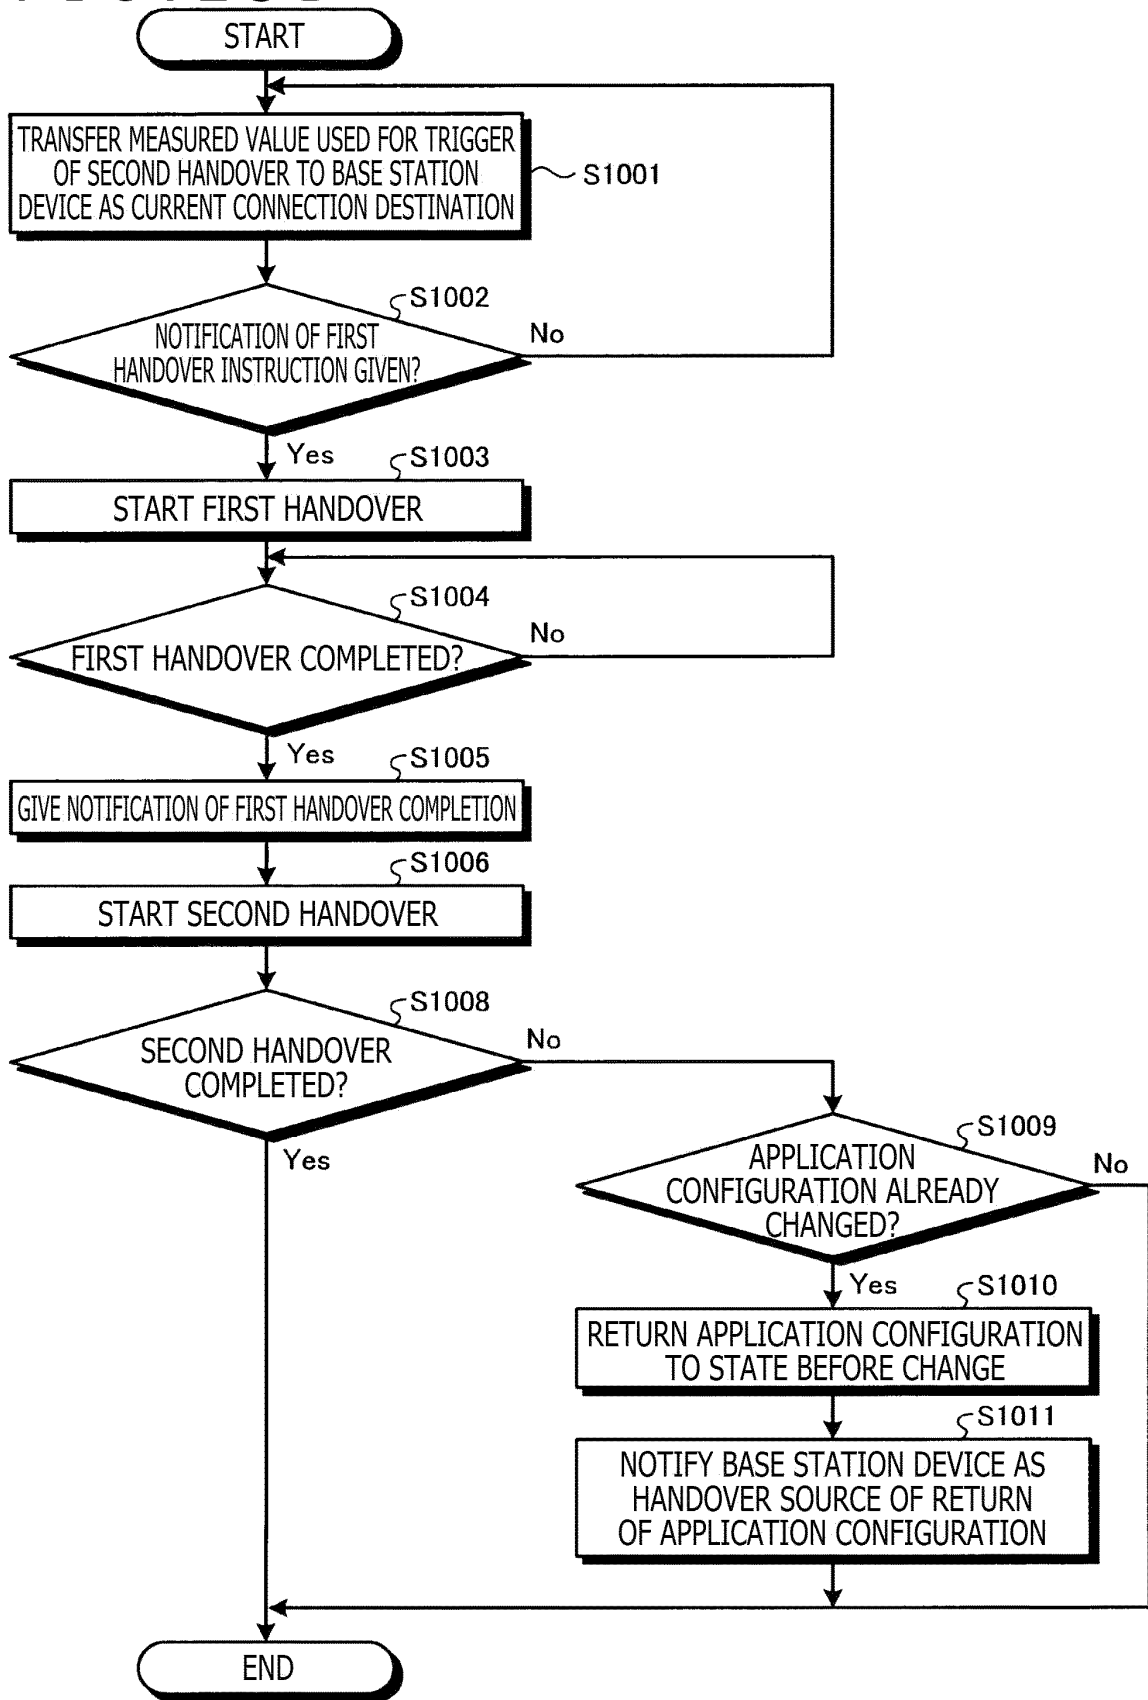 START
TRANSFER MEASURED VALUE USED FOR TRIGGER
OF SECOND HANDOVER TO BASE STATION
DEVICE AS CURRENT CONNECTION DESTINATION
S1001
S1002
NOTIFICATION OF FIRST
HANDOVER INSTRUCTION GIVEN?
No
Yes
S1003
START FIRST HANDOVER
S1004
FIRST HANDOVER COMPLETED?
No
Yes
S1005
GIVE NOTIFICATION OF FIRST HANDOVER COMPLETION
S1006
START SECOND HANDOVER
S1008
SECOND HANDOVER
COMPLETED?
No
Yes
S1009
APPLICATION
CONFIGURATION ALREADY
CHANGED?
No
Yes
S1010
RETURN APPLICATION CONFIGURATION
TO STATE BEFORE CHANGE
S1011
NOTIFY BASE STATION DEVICE AS
HANDOVER SOURCE OF RETURN
OF APPLICATION CONFIGURATION
END